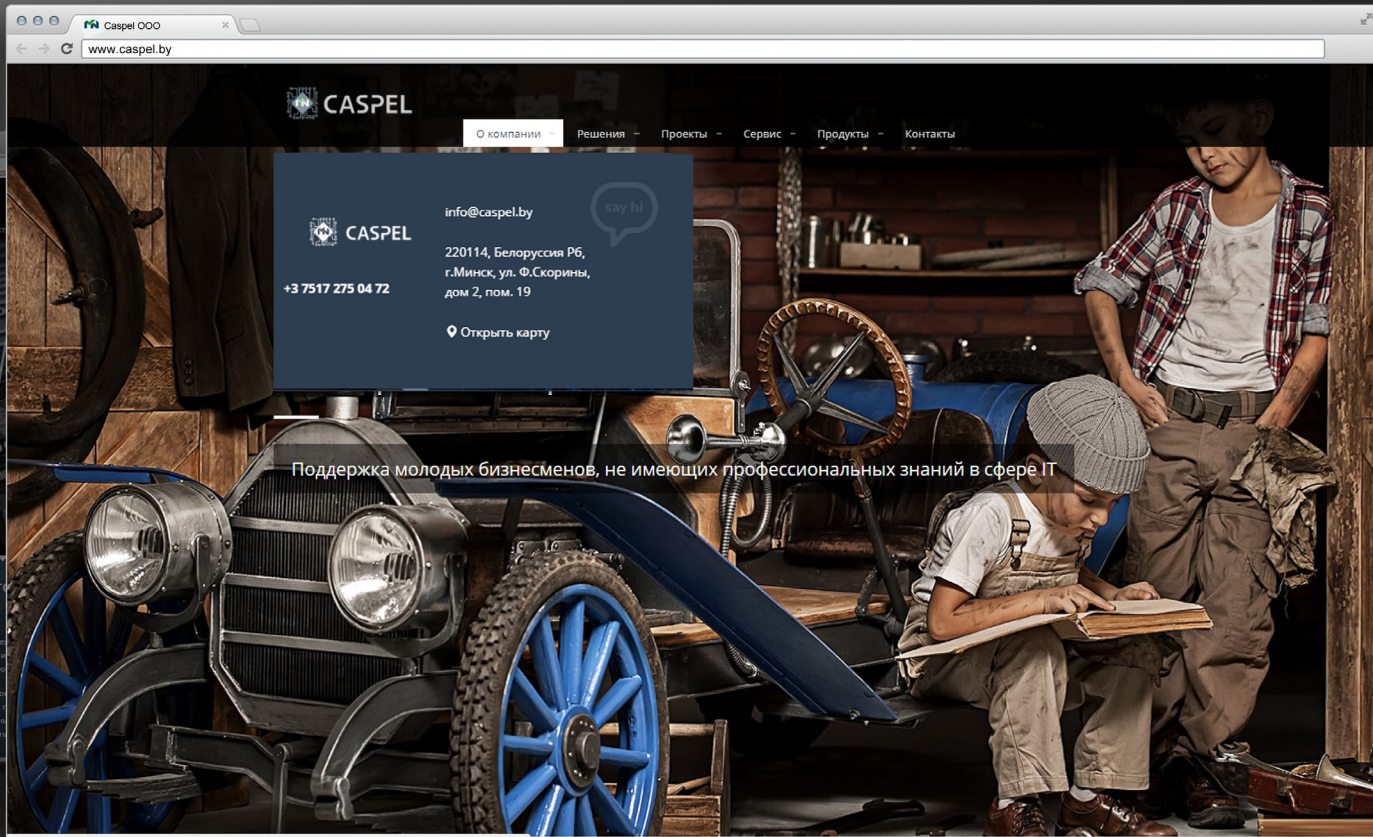 Caspel OOO
www.caspel.by
CASPEL
О компании
Решения
Проекты
Сервис
Продукты
Контакты
CASPEL
+3 7517 275 04 72
info@caspel.by
220114, Белоруссия Рб,
г.Минск, ул. Ф.Скорины,
дом 2, пом. 19
Открыть карту
say hi
Поддержка молодых бизнесменов, не имеющих профессиональных знаний в сфере IT